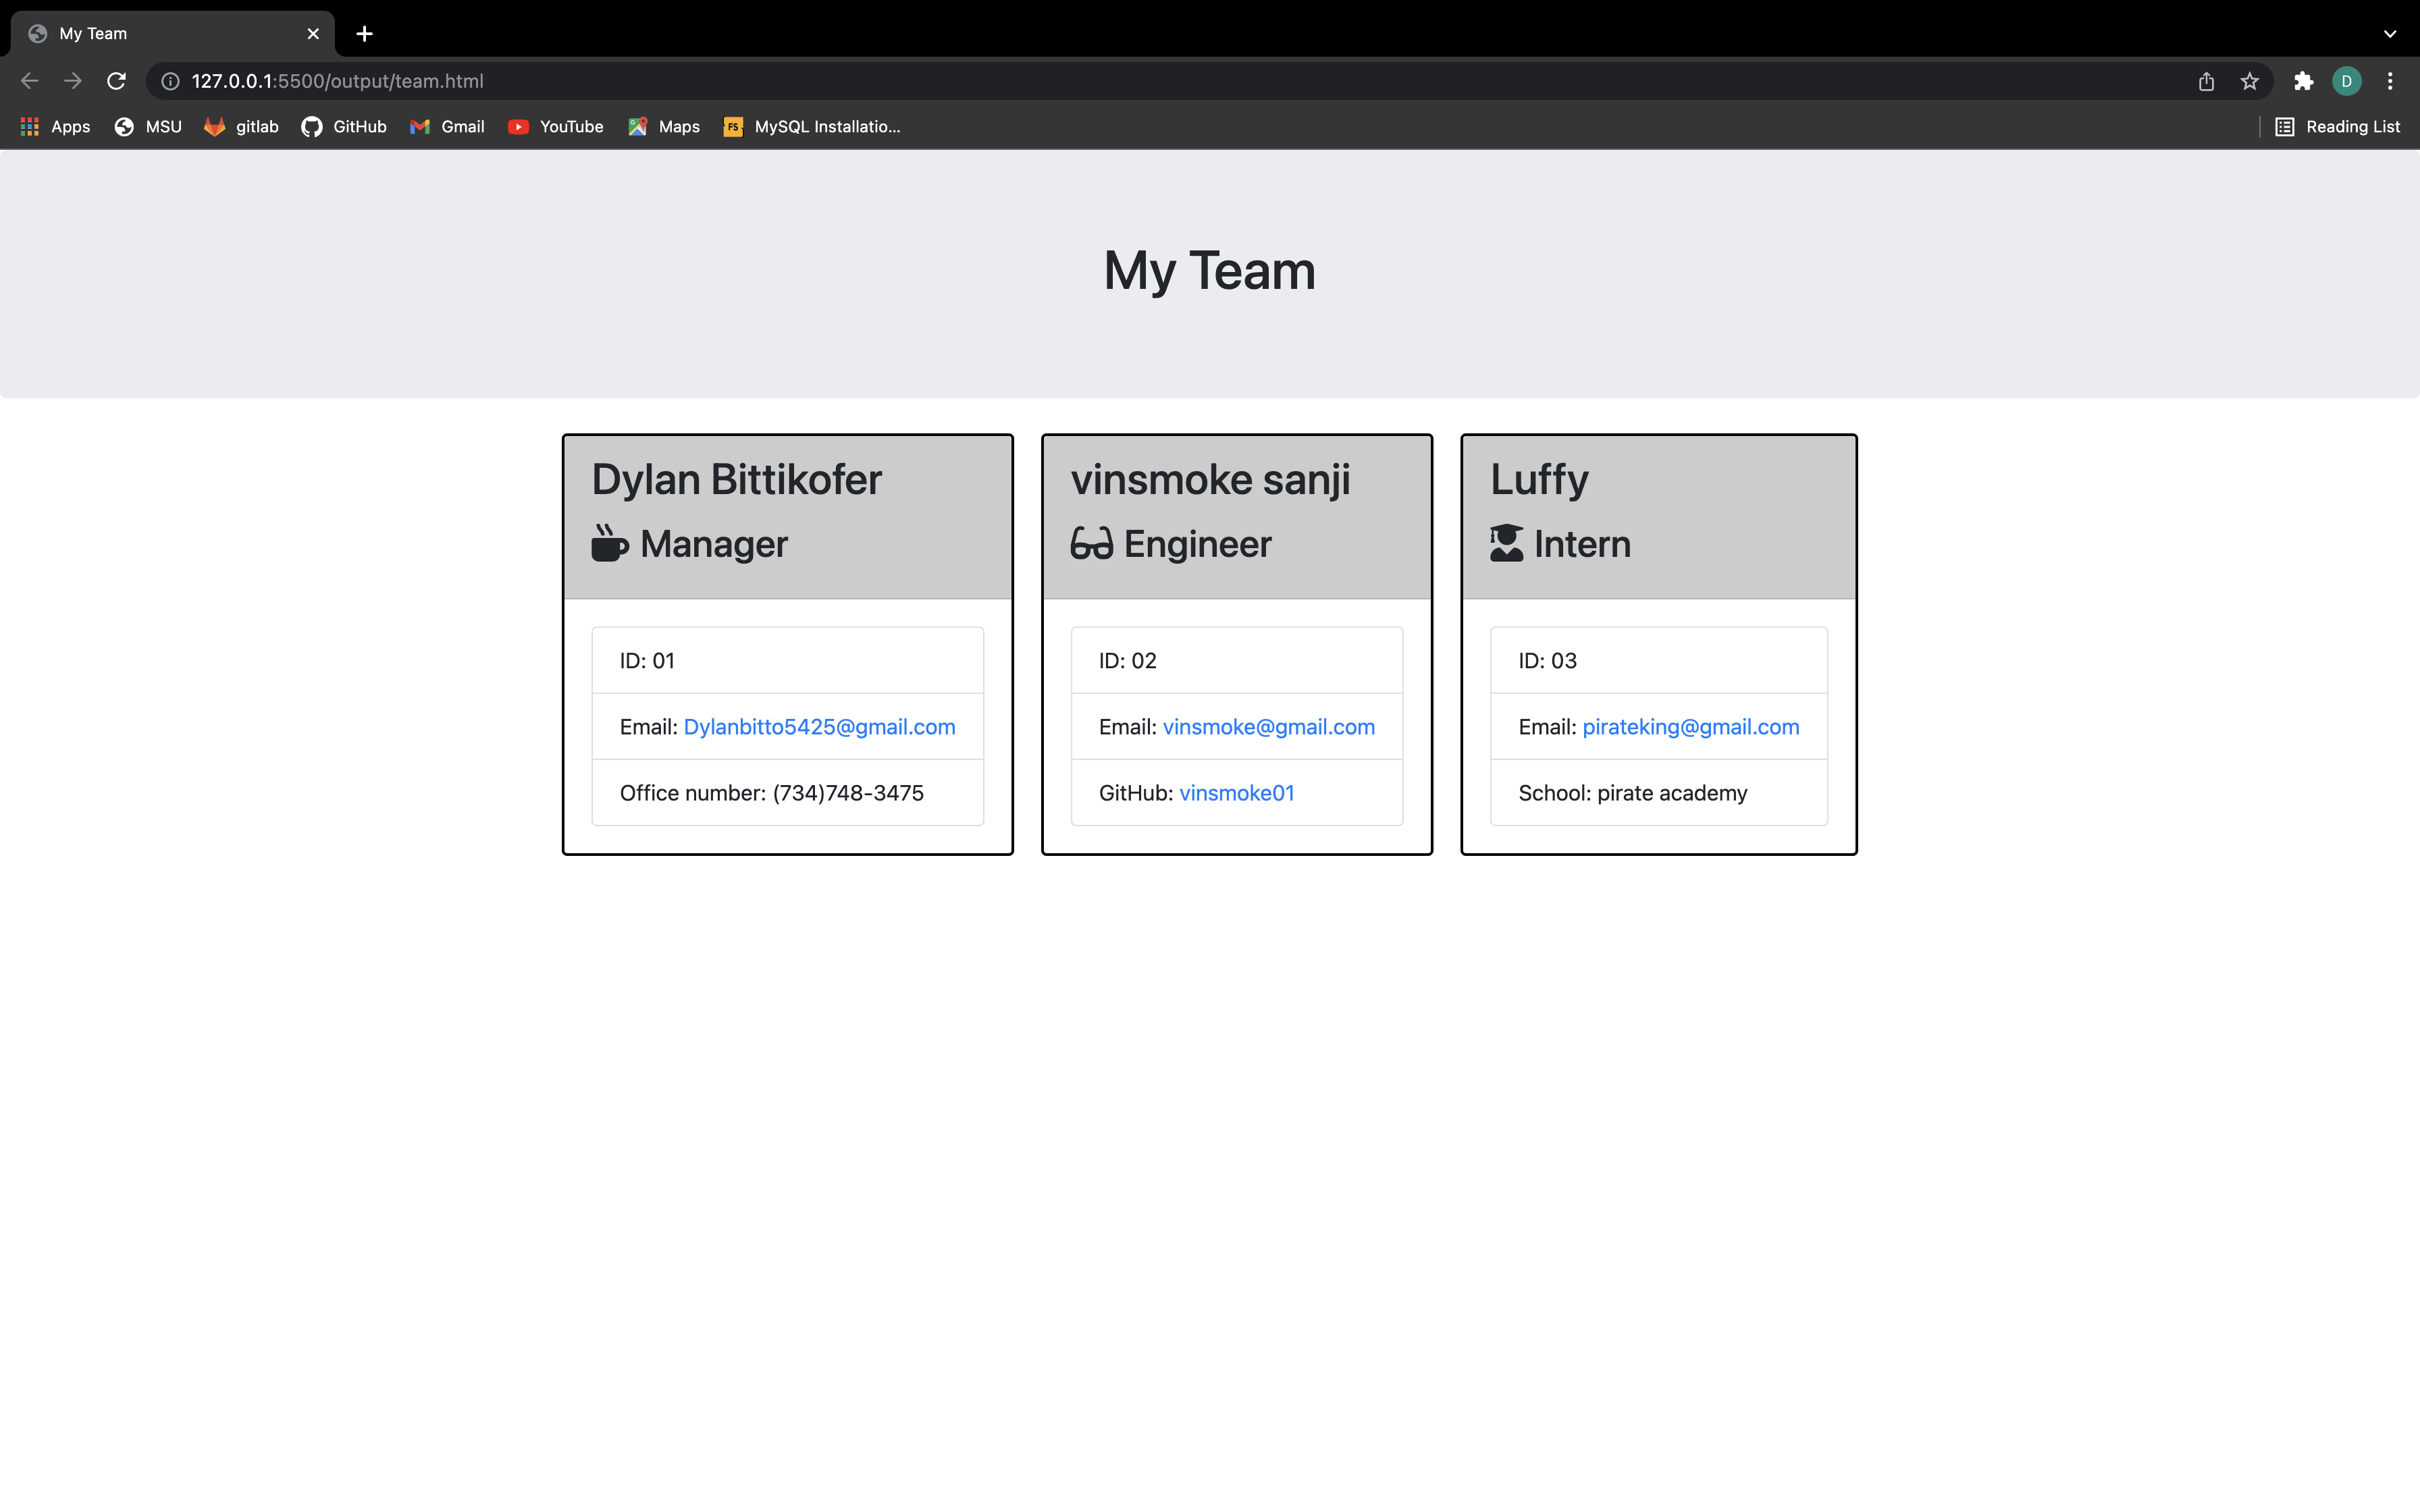 My Team
127.0.0.1:5500/output/team.html
D
Apps MSU gitlab GitHub Gmail YouTube Maps FS MySQL Installatio... Reading List
My Team
Dylan Bittikofer
Manager
ID: 01
Email: Dylanbitto5425@gmail.com
Office number: (734)748-3475
vinsmoke sanji
Engineer
ID: 02
Email: vinsmoke@gmail.com
GitHub: vinsmoke01
Luffy
Intern
ID: 03
Email: pirateking@gmail.com
School: pirate academy